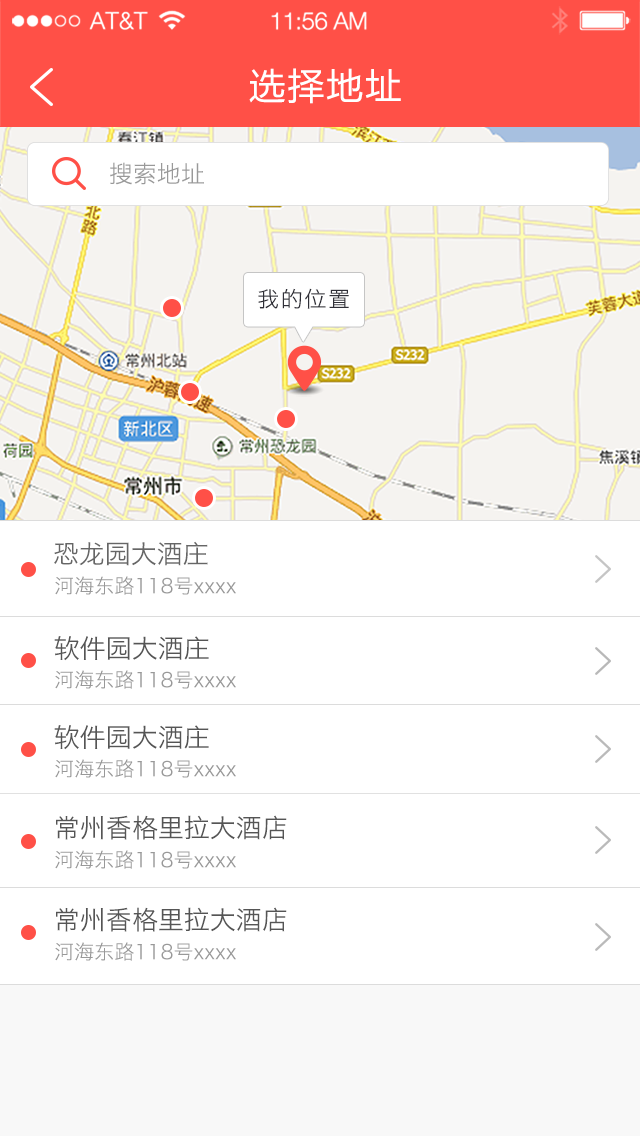 AT&T 11:56 AM
选择地址
春江镇
滨江工
搜索地址
北路
我的位置
芙蓉大道
S232
常州北站
S232
沪蓉高速
新北区
常州恐龙园
荷园
焦溪镇
常州市
恐龙园大酒庄
河海东路118号xxxx
软件园大酒庄
河海东路118号xxxx
软件园大酒庄
河海东路118号xxxx
常州香格里拉大酒店
河海东路118号xxxx
常州香格里拉大酒店
河海东路118号xxxx